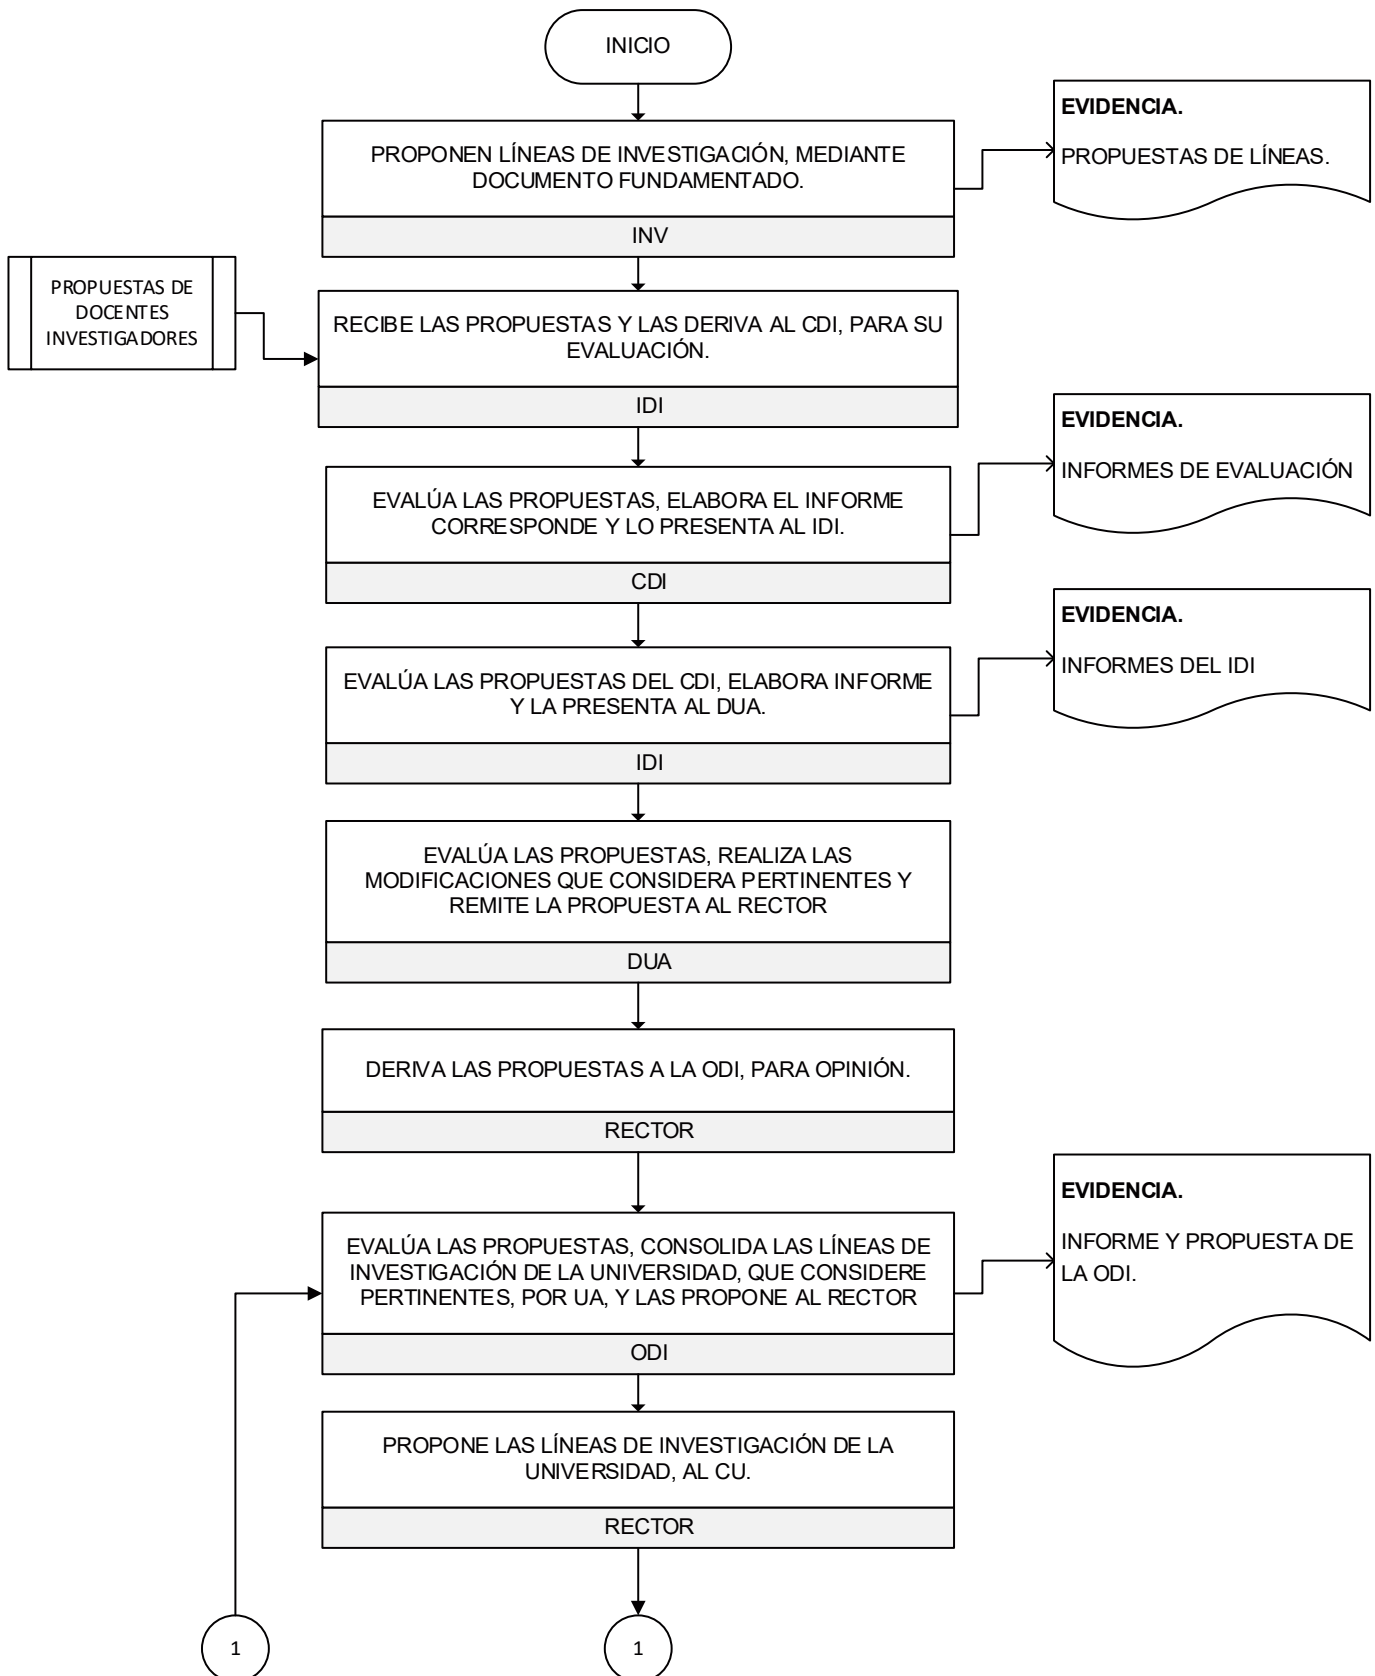 INICIO
PROPONEN LÍNEAS DE INVESTIGACIÓN, MEDIANTE
DOCUMENTO FUNDAMENTADO.
INV
EVIDENCIA.
PROPUESTAS DE LÍNEAS.
PROPUESTAS DE
DOCENTES
INVESTIGADORES
RECIBE LAS PROPUESTAS Y LAS DERIVA AL CDI, PARA SU
EVALUACIÓN.
IDI
EVALÚA LAS PROPUESTAS, ELABORA EL INFORME
CORRESPONDE Y LO PRESENTA AL IDI.
CDI
EVIDENCIA.
INFORMES DE EVALUACIÓN
EVALÚA LAS PROPUESTAS DEL CDI, ELABORA INFORME
Y LA PRESENTA AL DUA.
IDI
EVIDENCIA.
INFORMES DEL IDI
EVALÚA LAS PROPUESTAS, REALIZA LAS
MODIFICACIONES QUE CONSIDERA PERTINENTES Y
REMITE LA PROPUESTA AL RECTOR
DUA
DERIVA LAS PROPUESTAS A LA ODI, PARA OPINIÓN.
RECTOR
EVALÚA LAS PROPUESTAS, CONSOLIDA LAS LÍNEAS DE
INVESTIGACIÓN DE LA UNIVERSIDAD, QUE CONSIDERE
PERTINENTES, POR UA, Y LAS PROPONE AL RECTOR
ODI
EVIDENCIA.
INFORME Y PROPUESTA DE
LA ODI.
PROPONE LAS LÍNEAS DE INVESTIGACIÓN DE LA
UNIVERSIDAD, AL CU.
RECTOR
1
1